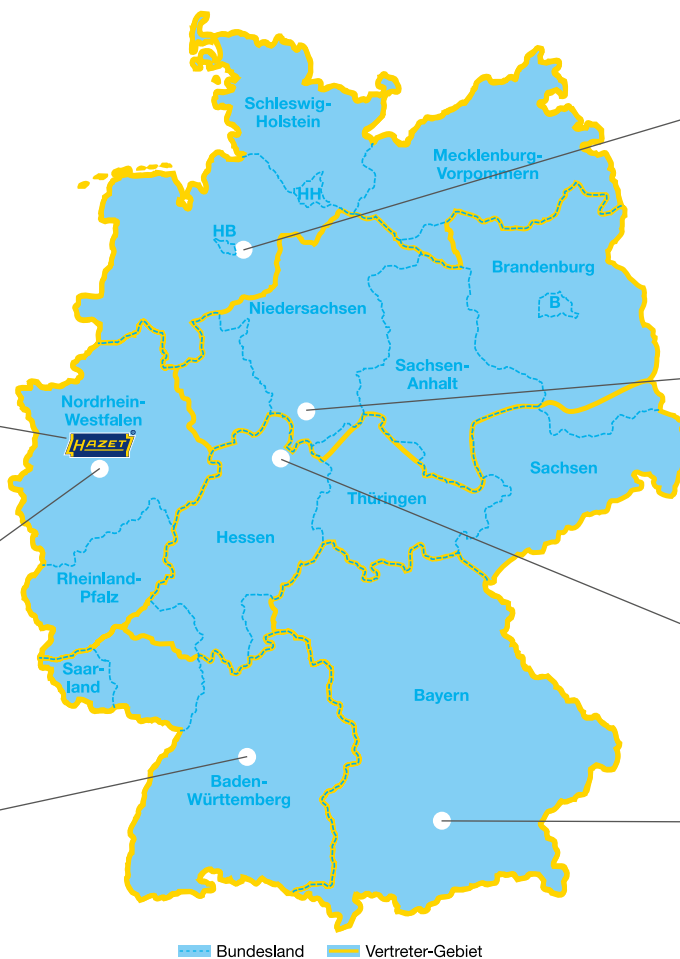 Schleswig-
Holstein
Mecklenburg-
Vorpommern
HH
HB
Brandenburg
B
Niedersachsen
Sachsen-
Anhalt
Nordrhein-
Westfalen
HAZET
Sachsen
Thüringen
Hessen
Rheinland-
Pfalz
Saar-
land
Bayern
Baden-
Württemberg
Bundesland
Vertreter-Gebiet